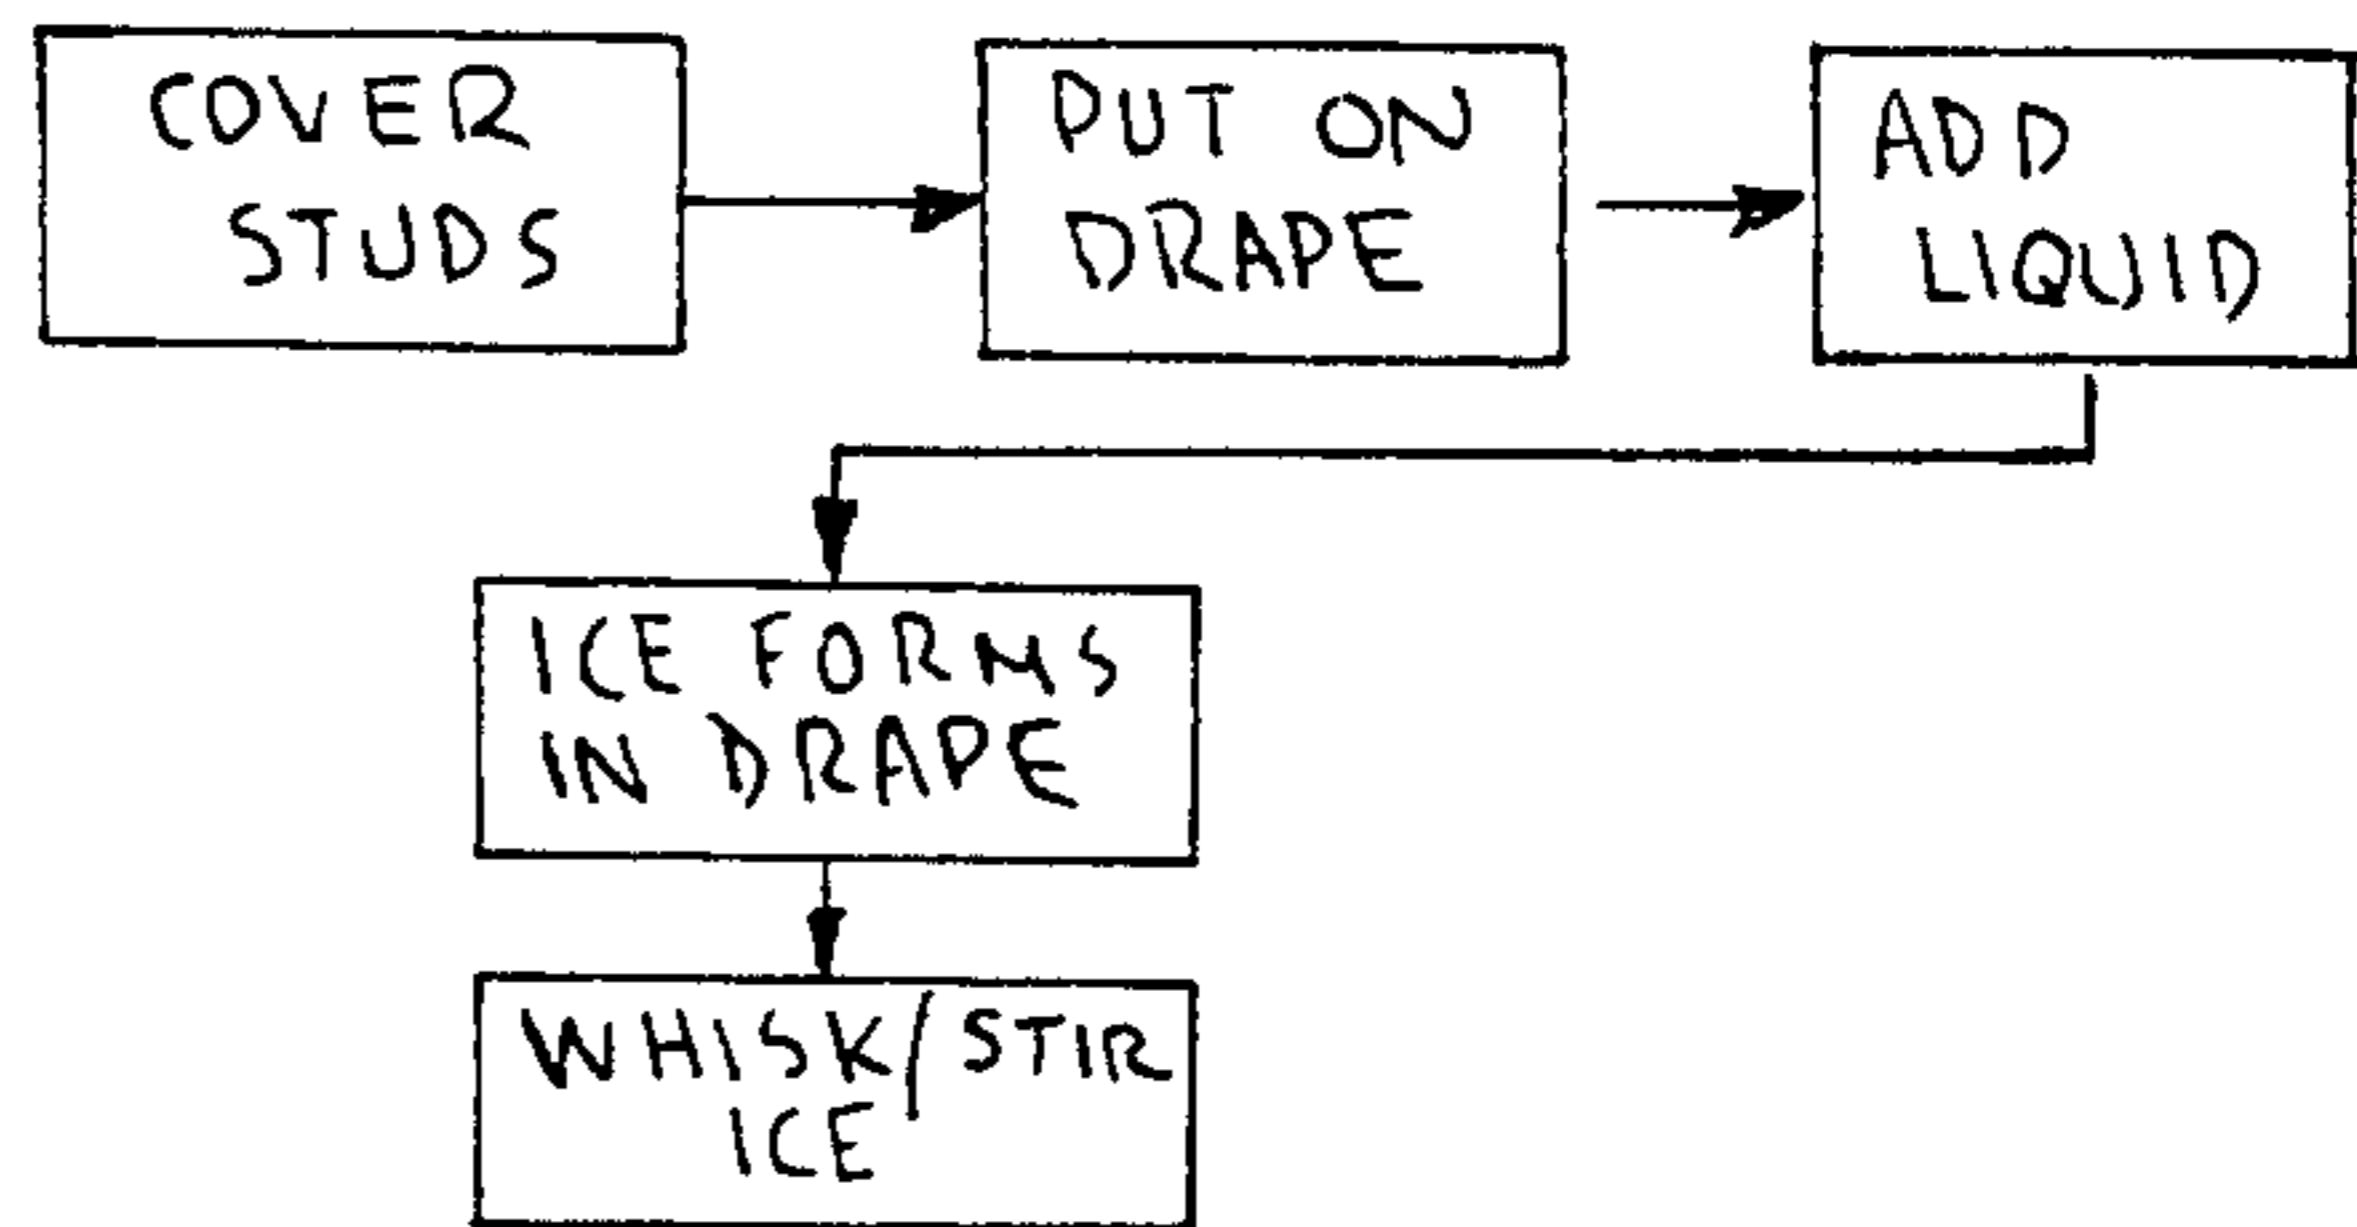 COVER
STUDS
PUT ON
DRAPE
ADD
LIQUID
ICE FORMS
IN DRAPE
WHISK/STIR
ICE